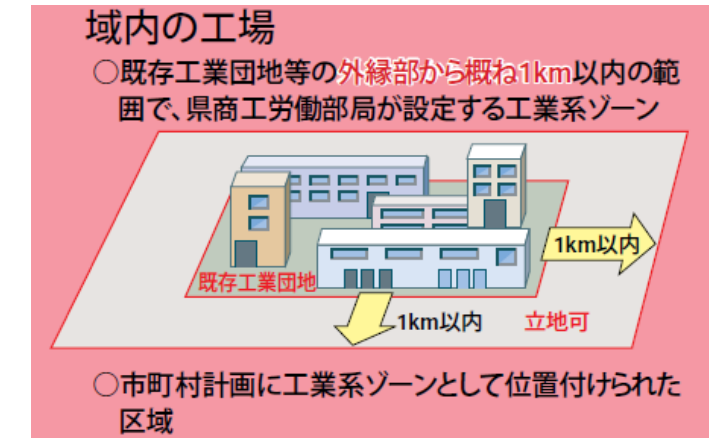 域内の工場
○既存工業団地等の外縁部から概ね1km以内の範
囲で、県商工労働部局が設定する工業系ゾーン
1km以内
既存工業団地
1km以内
立地可
○市町村計画に工業系ゾーンとして位置付けられた
区域